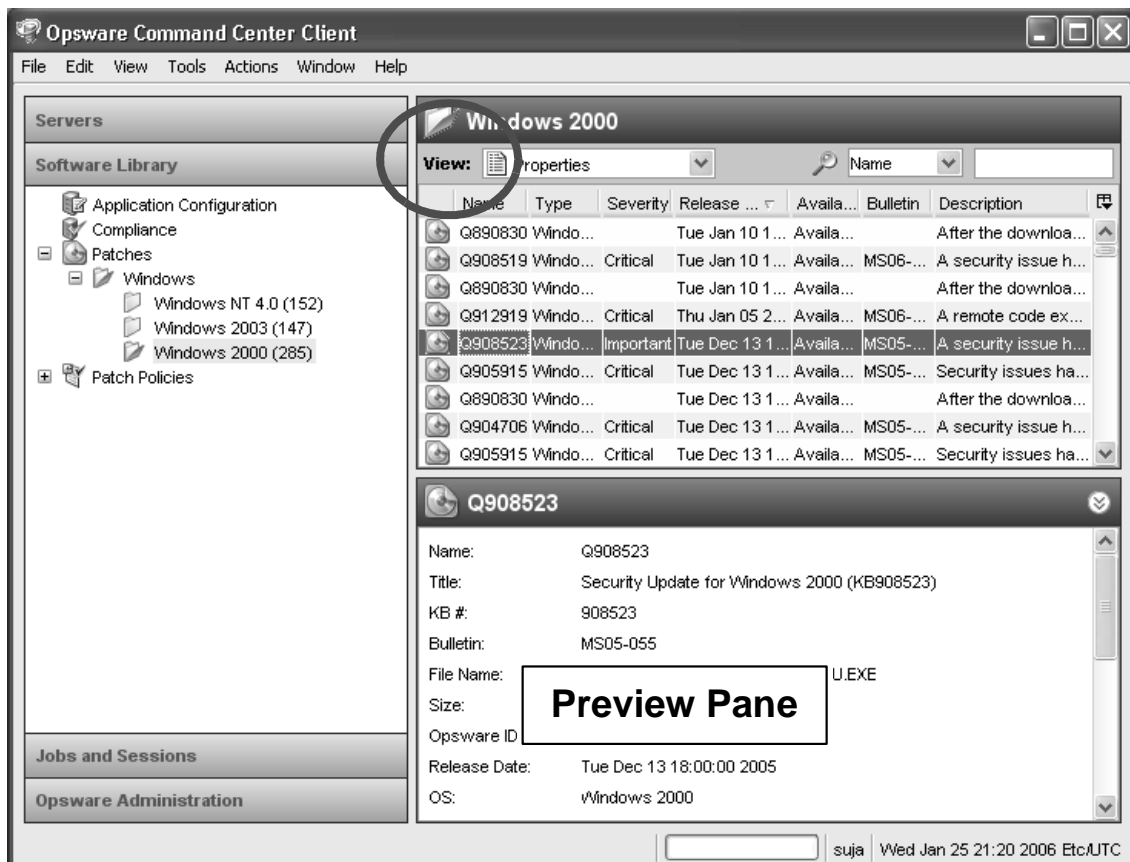 Opsware Command Center Client
File Edit View Tools Actions Window Help
Servers
Software Library
Application Configuration
Compliance
Patches
Windows
Windows NT 4.0 (152)
Windows 2003 (147)
Windows 2000 (285)
Patch Policies
Jobs and Sessions
Opsware Administration
Windows 2000
View: Properties Name
Name Type Severity Release ... Availa... Bulletin Description
Q890830 Windo... Tue Jan 10 1... Availa... After the downloa...
Q908519 Windo... Critical Tue Jan 10 1... Availa... MS06-... A security issue h...
Q890830 Windo... Tue Jan 10 1... Availa... After the downloa...
Q912919 Windo... Critical Thu Jan 05 2... Availa... MS06-... A remote code ex...
Q908523 Windo... Important Tue Dec 13 1... Availa... MS05-... A security issue h...
Q905915 Windo... Critical Tue Dec 13 1... Availa... MS05-... Security issues ha...
Q890830 Windo... Tue Dec 13 1... Availa... After the downloa...
Q904706 Windo... Critical Tue Dec 13 1... Availa... MS05-... A security issue h...
Q905915 Windo... Critical Tue Dec 13 1... Availa... MS05-... Security issues ha...
Q908523
Name: Q908523
Title: Security Update for Windows 2000 (KB908523)
KB #: 908523
Bulletin: MS05-055
File Name: U.EXE
Size:
Opsware ID
Preview Pane
Release Date: Tue Dec 13 18:00:00 2005
OS: Windows 2000
suja Wed Jan 25 21:20 2006 Etc/UTC